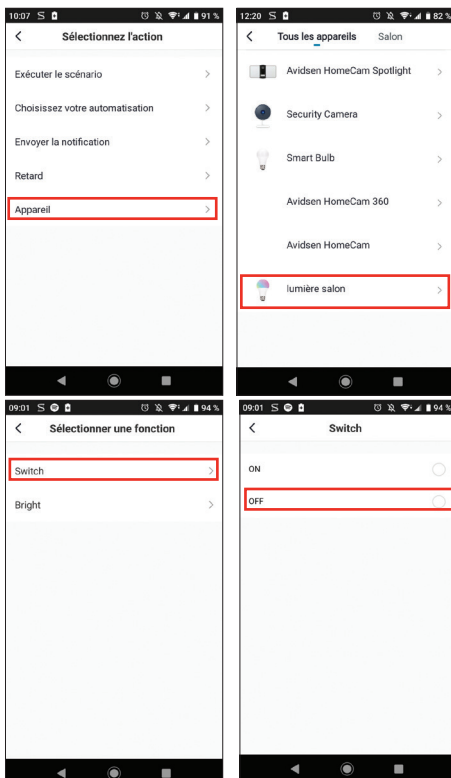 10:07 S 91 %
Sélectionnez l'action
Exécuter le scénario
Choisissez votre automatisation
Envoyer la notification
Retard
Appareil
12:20 S 82 %
Tous les appareils Salon
Avidsen HomeCam Spotlight
Security Camera
Smart Bulb
Avidsen HomeCam 360
Avidsen HomeCam
lumière salon
09:01 S 94 %
Sélectionner une fonction
Switch
Bright
09:01 S 94 %
Switch
ON
OFF